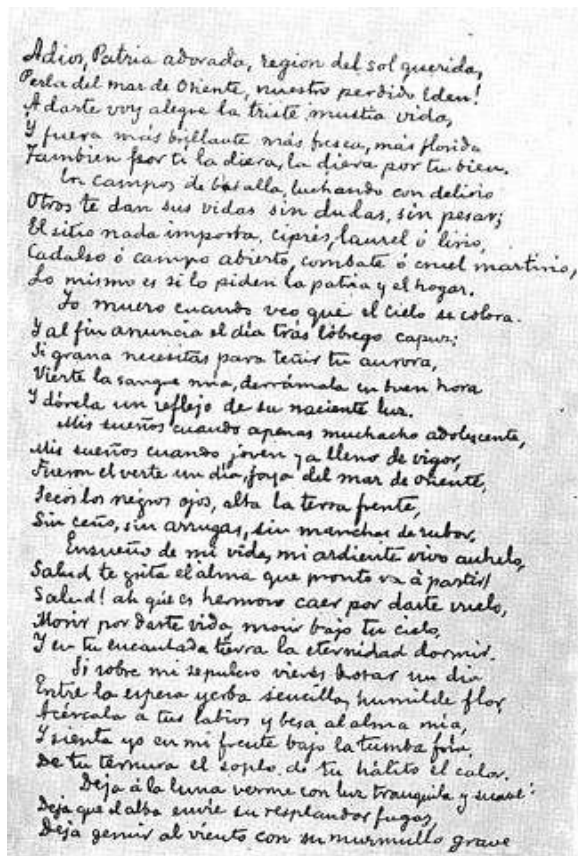 Adios, Patria adorada, region del sol querida,
Perla del mar de Oriente, nuestro perdido Eden!
A darte voy alegre la triste mustia vida,
Y fuera más brillante más fresca, más florida
Tambien por ti la diera, la diera por tu bien.
En campos de batalla, luchando con delirio
Otros te dan sus vidas sin dudas, sin pesar;
El sitio nada importa, ciprés, laurel ó lirio,
Cadalso ó campo abierto, combate ó cruel martirio,
Lo mismo es si lo piden la patria y el hogar.
Yo muero cuando veo que el cielo se colora.
Y al fin anuncia el día trás lóbrego capuz;
Si grana necesitas para teñir tu aurora,
Vierte la sangre mia, derrámala en buen hora
Y dórela un reflejo de su naciente luz.
Mis sueños cuando apenas muchacho adolescente,
Mis sueños cuando joven ya lleno de vigor,
Fueron el verte un día, joya del mar de oriente,
Secos los negros ojos, alta la tersa frente,
Sin ceño, sin arrugas, sin manchas de rubor,
Ensueño de mi vida, mi ardiente vivo anhelo,
Salud te grita el alma que pronto va á partir!
Salud! ah que es hermoso caer por darte vuelo,
Morir por darte vida, morir bajo tu cielo,
Y en tu encantada tierra la eternidad dormir.
Si sobre mi sepulcro vieres brotar un dia
Entre la espesa yerba sencilla, humilde flor,
Acércala a tus labios y besa al alma mia,
Y sienta yo en mi frente bajo la tumba fria,
De tu ternura el soplo, de tu hálito el calor.
Deja á la luna verme con luz tranquila y suave:
Deja que el alba envie su resplandor fugaz,
Deja gemir al viento con su murmullo grave